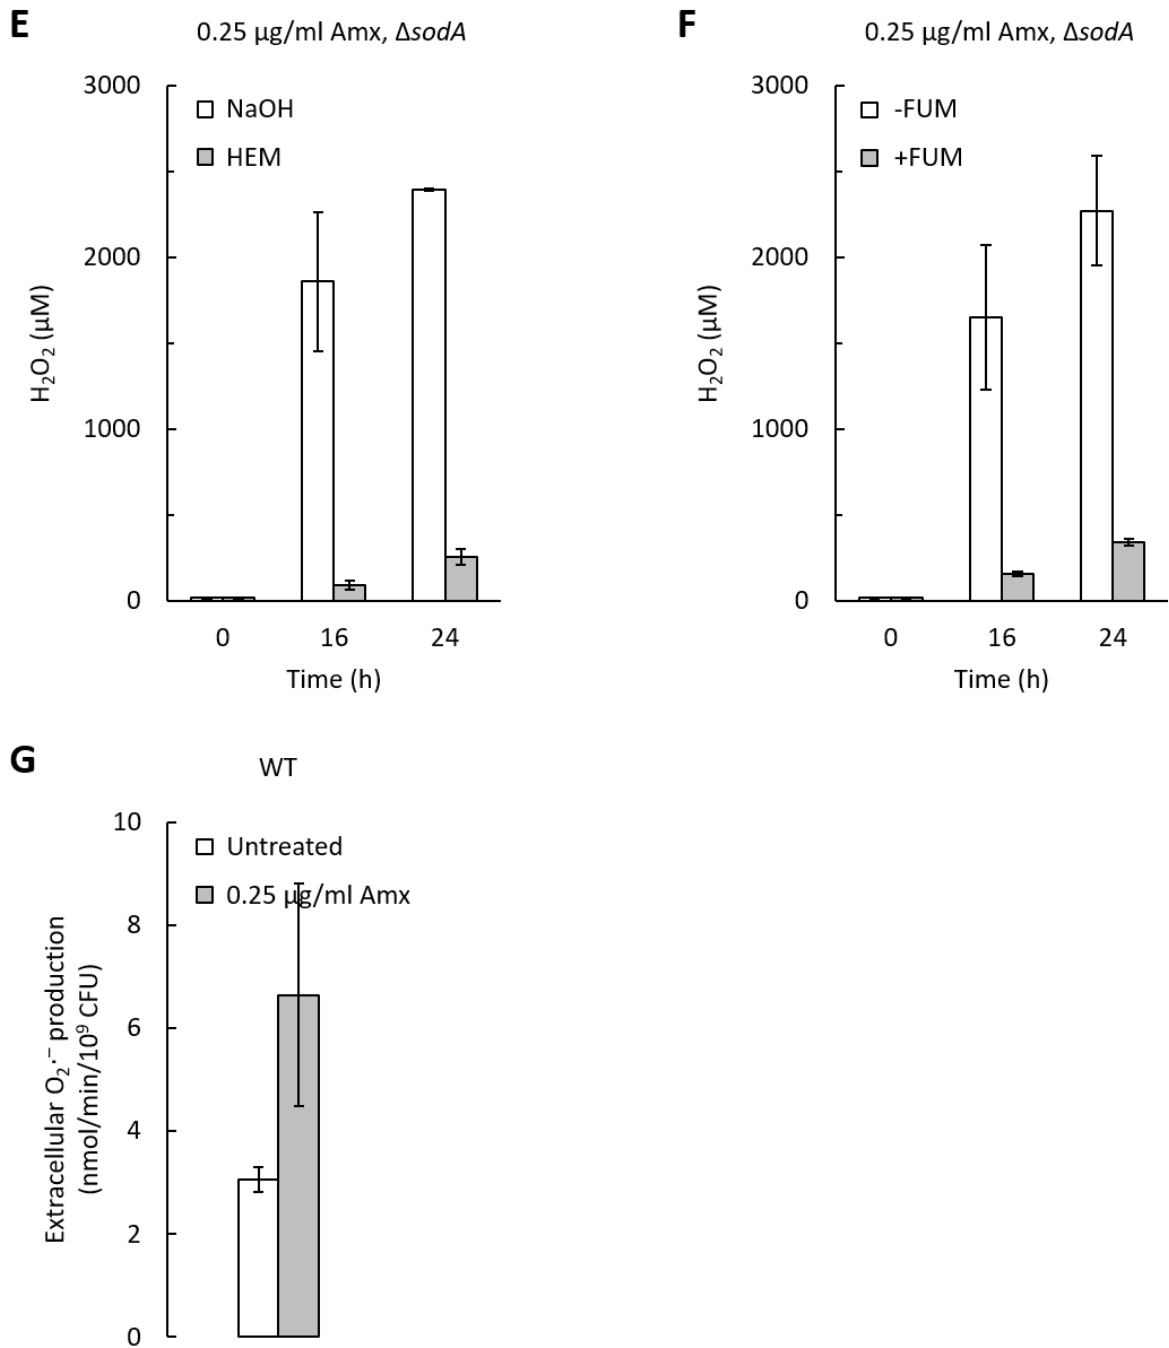 E
0.25 µg/ml Amx, ΔsodA
3000
2000
1000
0
H₂O₂ (µM)
NaOH
HEM
0 16 24
Time (h)
F
0.25 µg/ml Amx, ΔsodA
3000
2000
1000
0
H₂O₂ (µM)
-FUM
+FUM
0 16 24
Time (h)
G
WT
10
8
6
4
2
0
Extracellular O₂·⁻ production
(nmol/min/10⁹ CFU)
Untreated
0.25 µg/ml Amx